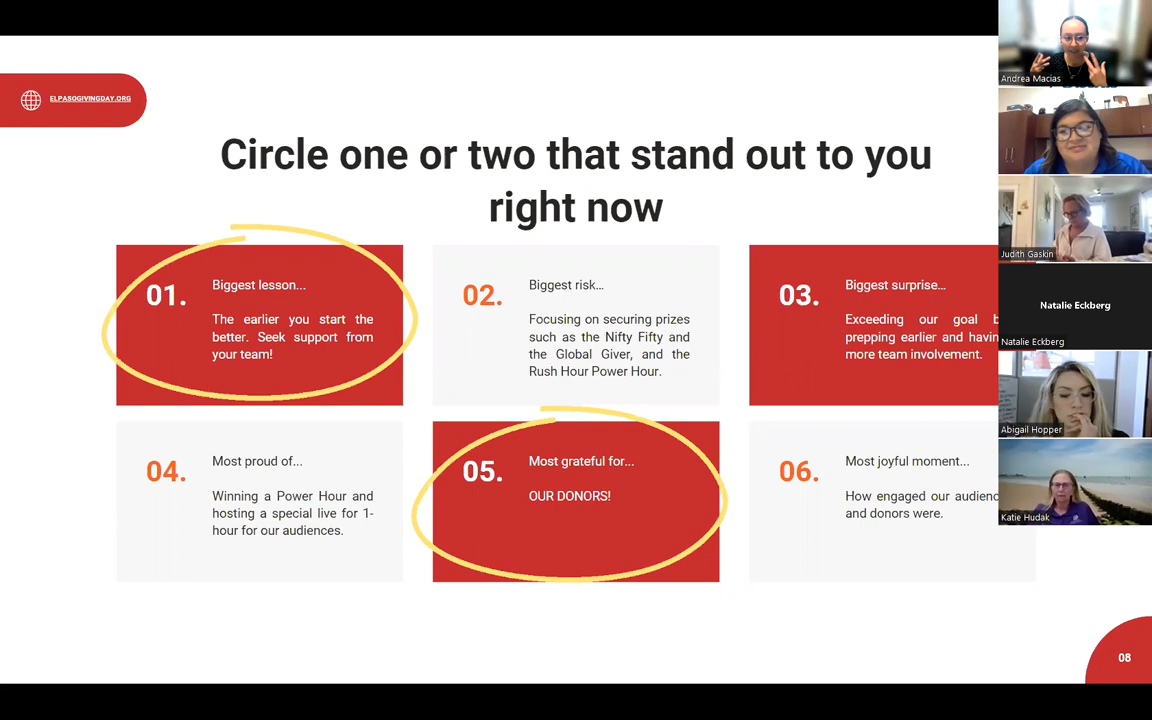 ELPASOGIVINGDAY.ORG
Circle one or two that stand out to you
right now
01.
Biggest lesson...
The earlier you start the
better. Seek support from
your team!
02.
Biggest risk...
Focusing on securing prizes
such as the Nifty Fifty and
the Global Giver, and the
Rush Hour Power Hour.
03.
Biggest surprise...
Exceeding our goal b
prepping earlier and havin
more team involvement.
04.
Most proud of...
Winning a Power Hour and
hosting a special live for 1-
hour for our audiences.
05.
Most grateful for...
OUR DONORS!
06.
Most joyful moment...
How engaged our audienc
and donors were.
08
Andrea Macias
Judith Gaskin
Natalie Eckberg
Natalie Eckberg
Abigail Hopper
Katie Hudak